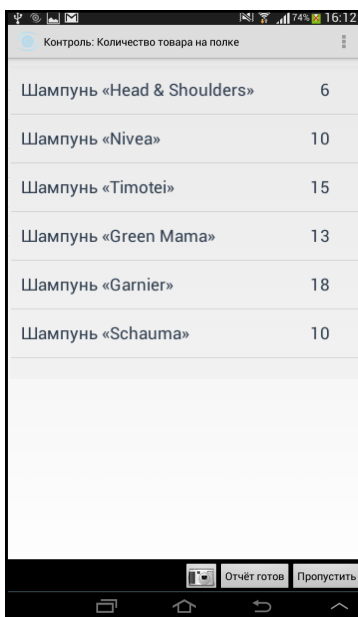 74% 16:12
Контроль: Количество товара на полке
Шампунь «Head & Shoulders» 6
Шампунь «Nivea» 10
Шампунь «Timotei» 15
Шампунь «Green Mama» 13
Шампунь «Garnier» 18
Шампунь «Schauma» 10
Отчёт готов Пропустить